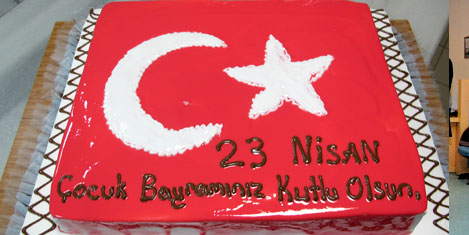 23 NiSAN
Çocuk Bayramınız Kutlu Olsun.